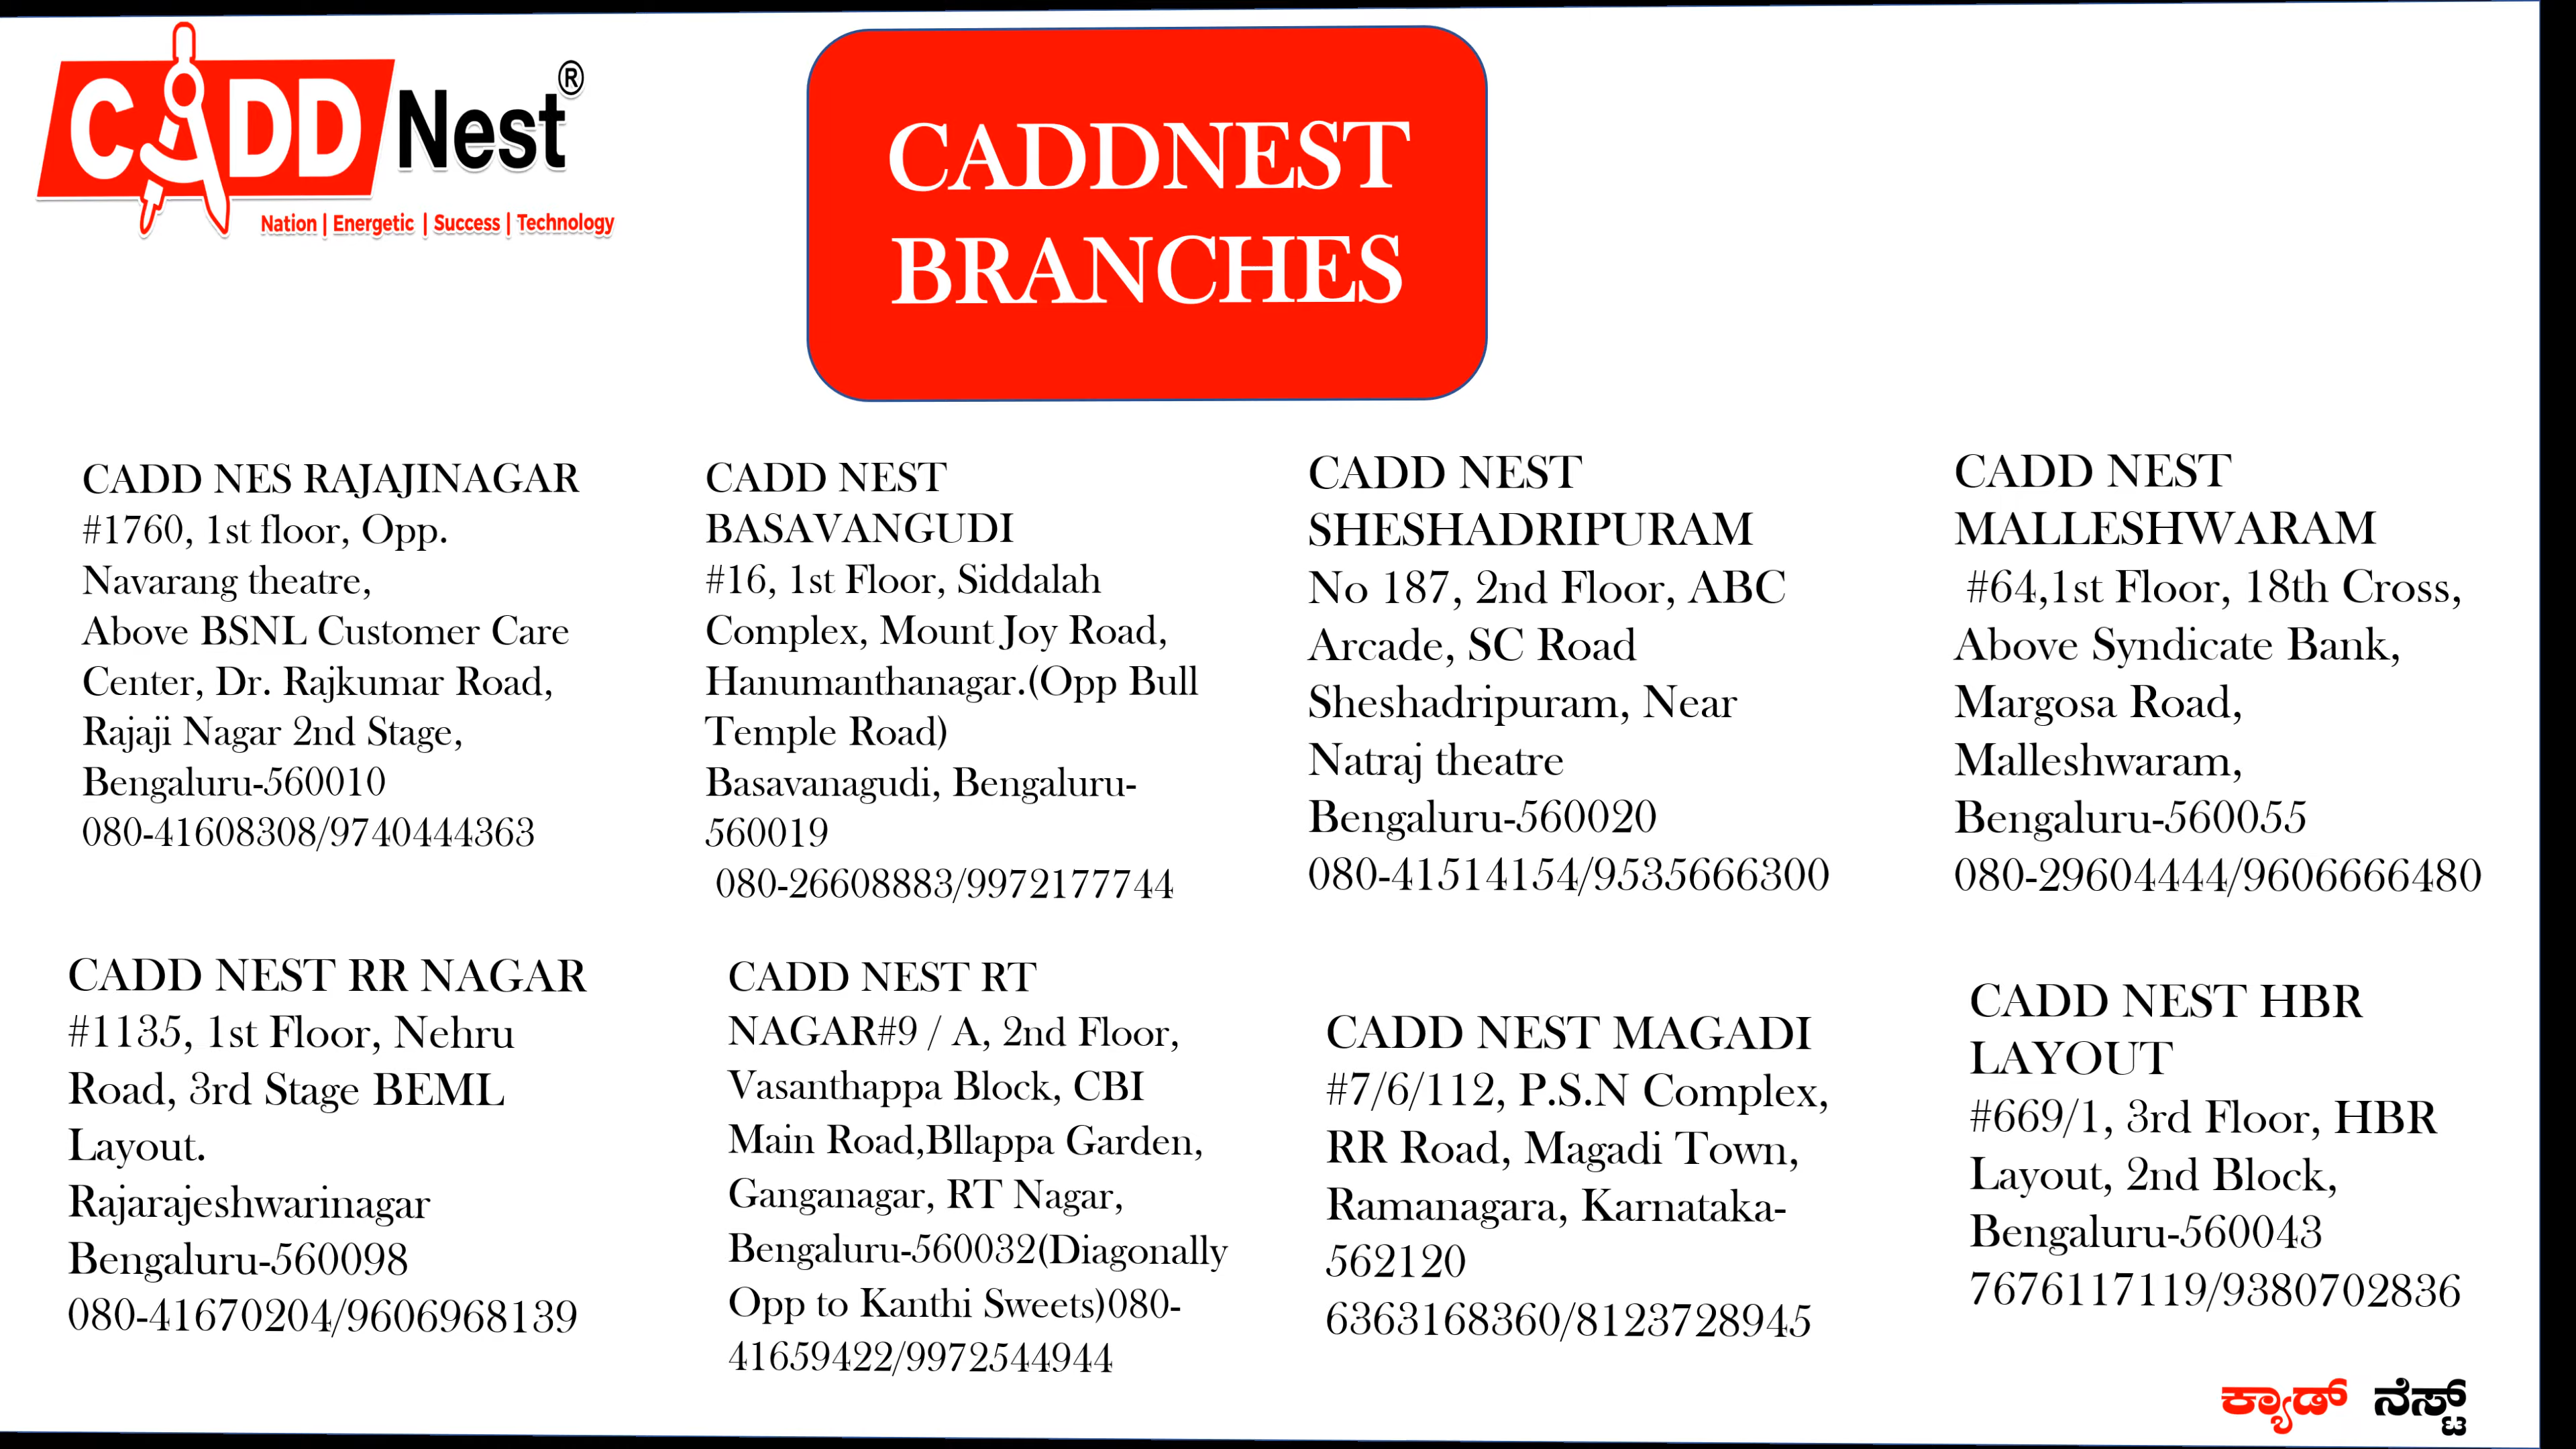 CADD Nest®
Nation | Energetic | Success | Technology
CADDNEST
BRANCHES
CADD NES RAJAJINAGAR
#1760, 1st floor, Opp.
Navarang theatre,
Above BSNL Customer Care
Center, Dr. Rajkumar Road,
Rajaji Nagar 2nd Stage,
Bengaluru-560010
080-41608308/9740444363
CADD NEST
BASAVANGUDI
#16, 1st Floor, Siddalah
Complex, Mount Joy Road,
Hanumanthanagar.(Opp Bull
Temple Road)
Basavanagudi, Bengaluru-
560019
080-26608883/9972177744
CADD NEST
SHESHADRIPURAM
No 187, 2nd Floor, ABC
Arcade, SC Road
Sheshadripuram, Near
Natraj theatre
Bengaluru-560020
080-41514154/9535666300
CADD NEST
MALLESHWARAM
#64,1st Floor, 18th Cross,
Above Syndicate Bank,
Margosa Road,
Malleshwaram,
Bengaluru-560055
080-29604444/9606666480
CADD NEST RR NAGAR
#1135, 1st Floor, Nehru
Road, 3rd Stage BEML
Layout.
Rajarajeshwarinagar
Bengaluru-560098
080-41670204/9606968139
CADD NEST RT
NAGAR#9 / A, 2nd Floor,
Vasanthappa Block, CBI
Main Road,Bllappa Garden,
Ganganagar, RT Nagar,
Bengaluru-560032(Diagonally
Opp to Kanthi Sweets)080-
41659422/9972544944
CADD NEST MAGADI
#7/6/112, P.S.N Complex,
RR Road, Magadi Town,
Ramanagara, Karnataka-
562120
6363168360/8123728945
CADD NEST HBR
LAYOUT
#669/1, 3rd Floor, HBR
Layout, 2nd Block,
Bengaluru-560043
7676117119/9380702836
ಕ್ಯಾಡ್ ನೆಸ್ಟ್